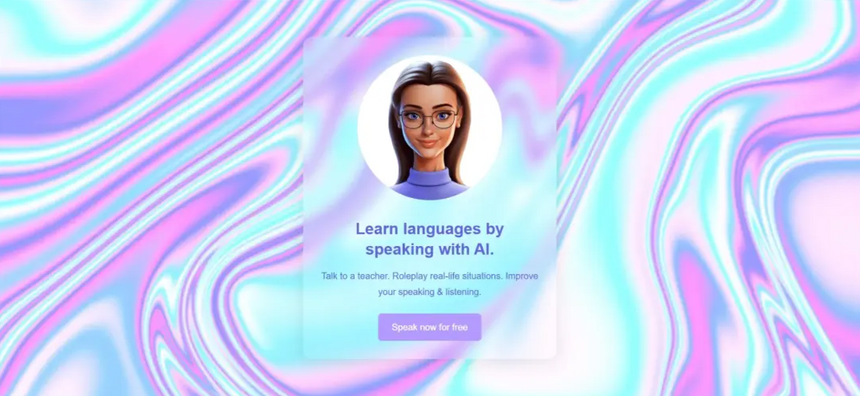 Learn languages by
speaking with AI.
Talk to a teacher. Roleplay real-life situations. Improve
your speaking & listening.
Speak now for free